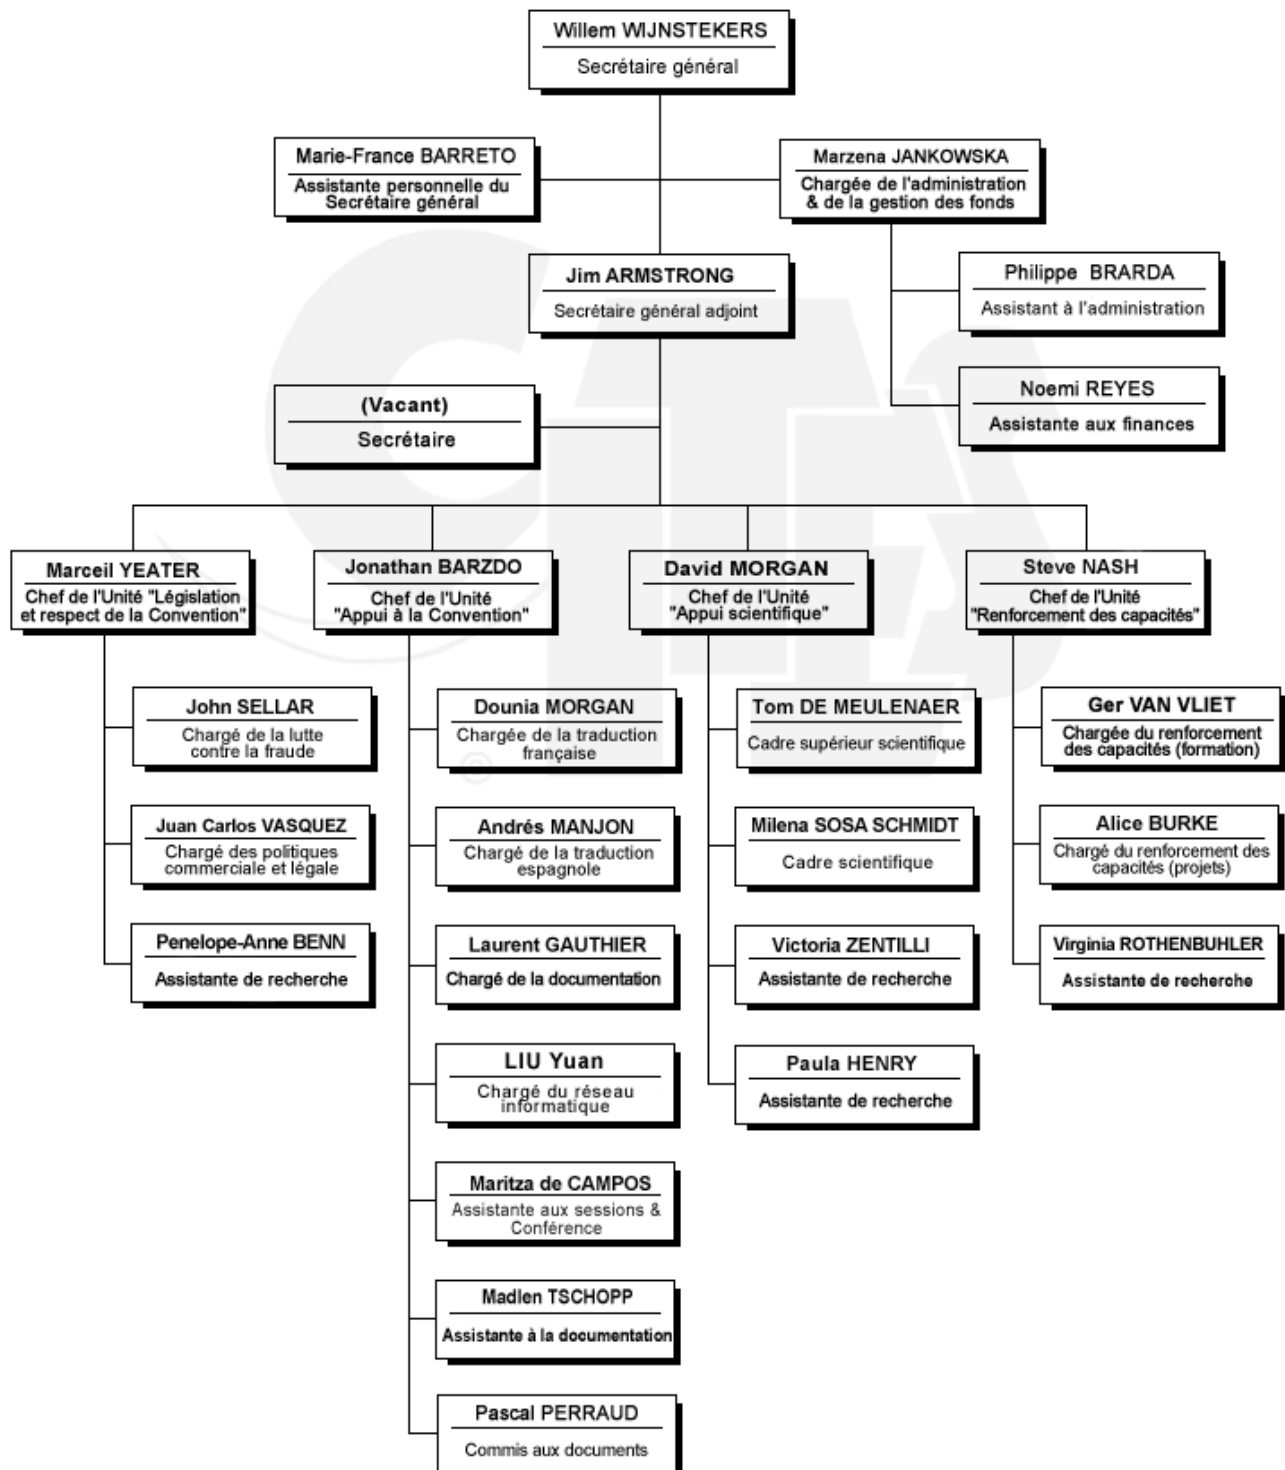 Willem WIJNSTEKERS
Secrétaire général
Marie-France BARRETO
Assistante personnelle du
Secrétaire général
Marzena JANKOWSKA
Chargée de l'administration
& de la gestion des fonds
Jim ARMSTRONG
Secrétaire général adjoint
Philippe BRARDA
Assistant à l'administration
(Vacant)
Secrétaire
Noemi REYES
Assistante aux finances
Marceil YEATER
Chef de l'Unité "Législation
et respect de la Convention"
Jonathan BARZDO
Chef de l'Unité
"Appui à la Convention"
David MORGAN
Chef de l'Unité
"Appui scientifique"
Steve NASH
Chef de l'Unité
"Renforcement des capacités"
John SELLAR
Chargé de la lutte
contre la fraude
Juan Carlos VASQUEZ
Chargé des politiques
commerciale et légale
Penelope-Anne BENN
Assistante de recherche
Dounia MORGAN
Chargée de la traduction
française
Andrés MANJON
Chargé de la traduction
espagnole
Laurent GAUTHIER
Chargé de la documentation
LIU Yuan
Chargé du réseau
informatique
Maritza de CAMPOS
Assistante aux sessions &
Conférence
Madlen TSCHOPP
Assistante à la documentation
Pascal PERRAUD
Commis aux documents
Tom DE MEULENAER
Cadre supérieur scientifique
Milena SOSA SCHMIDT
Cadre scientifique
Victoria ZENTILLI
Assistante de recherche
Paula HENRY
Assistante de recherche
Ger VAN VLIET
Chargée du renforcement
des capacités (formation)
Alice BURKE
Chargé du renforcement des
capacités (projets)
Virginia ROTHENBUHLER
Assistante de recherche
CITES
©